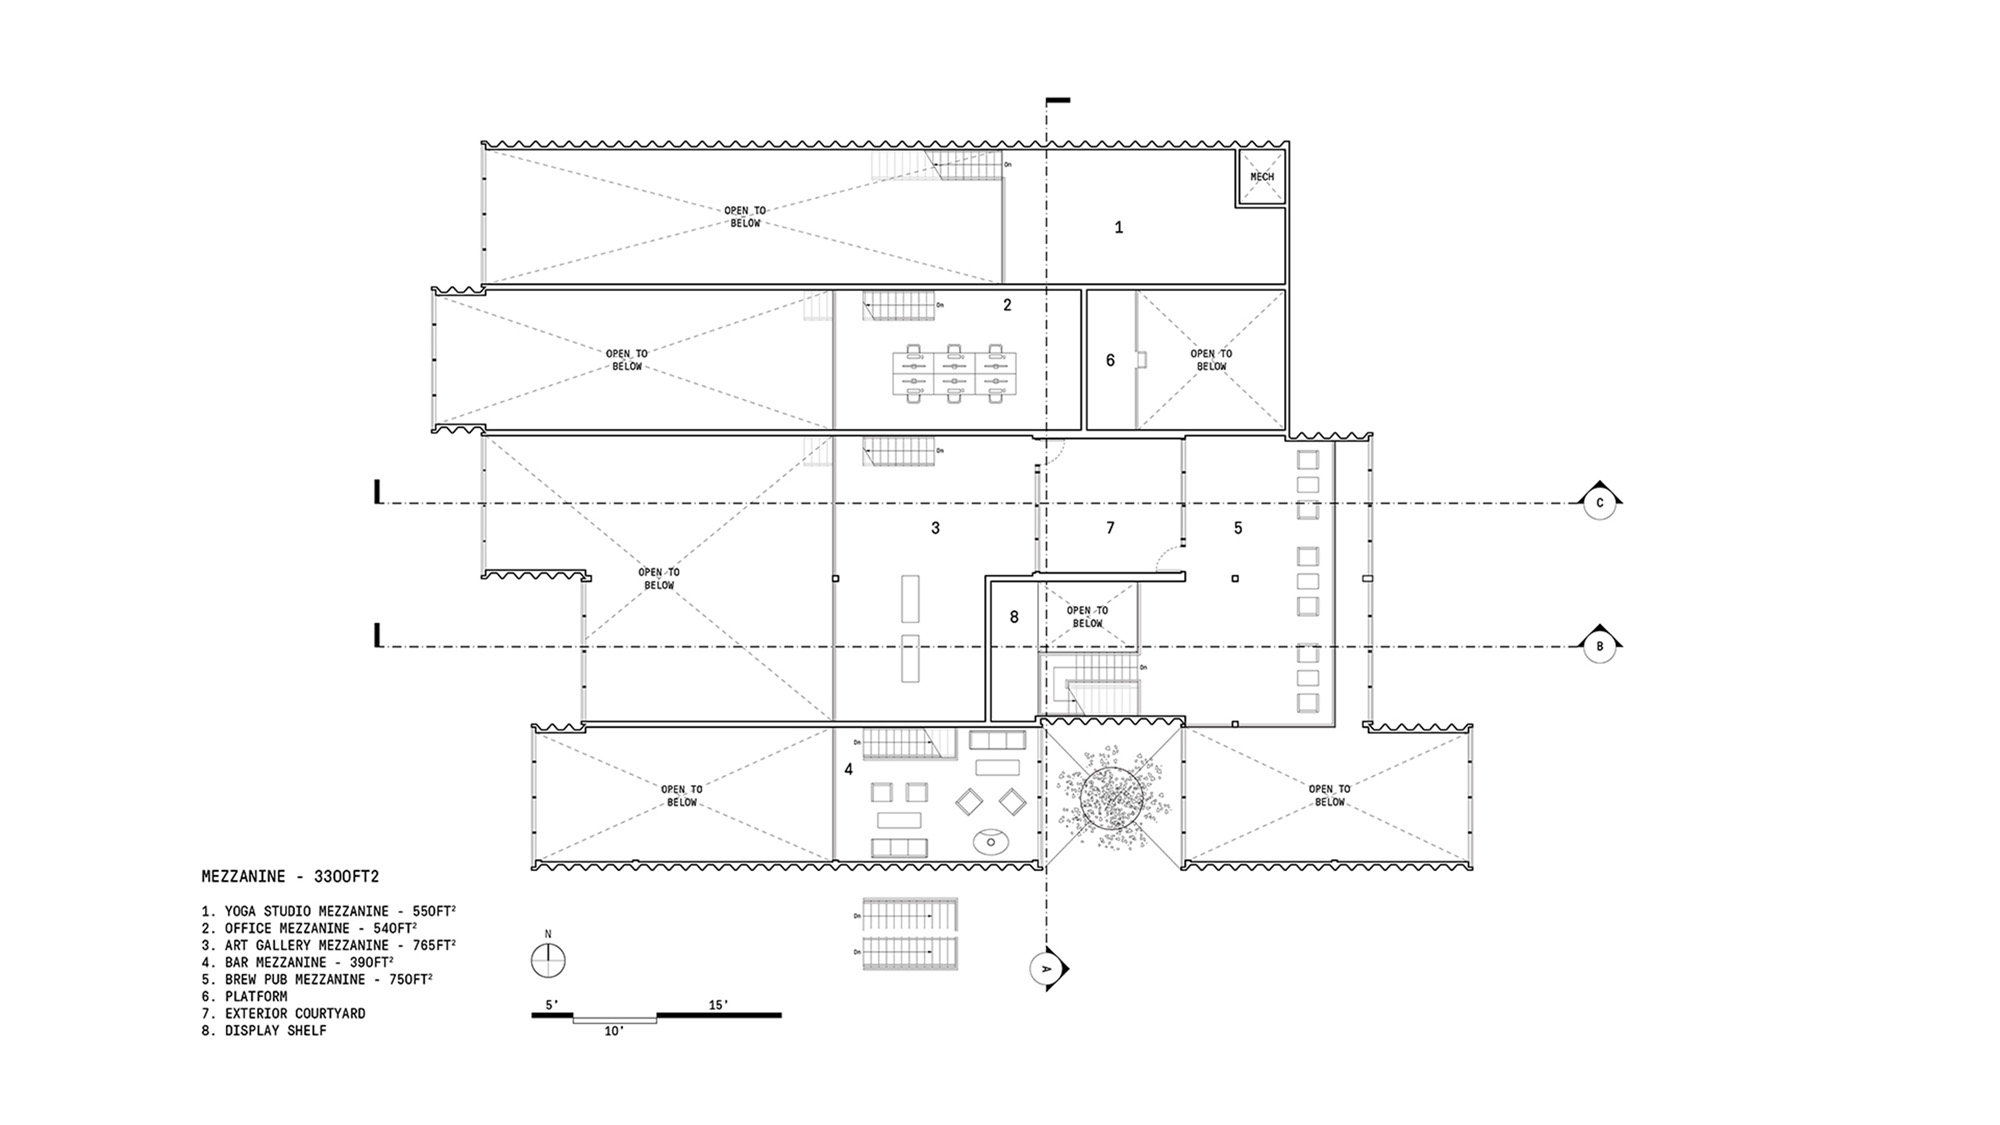 MECH
Dn
OPEN TO
BELOW
1
2
Dn
OPEN TO
BELOW
6
OPEN TO
BELOW
Dn
C
3
7
5
OPEN TO
BELOW
8
OPEN TO
BELOW
B
Dn
Dn
4
OPEN TO
BELOW
OPEN TO
BELOW
MEZZANINE - 3300FT2
1. YOGA STUDIO MEZZANINE - 550FT²
2. OFFICE MEZZANINE - 540FT²
3. ART GALLERY MEZZANINE - 765FT²
4. BAR MEZZANINE - 390FT²
5. BREW PUB MEZZANINE - 750FT²
6. PLATFORM
7. EXTERIOR COURTYARD
8. DISPLAY SHELF
Dn
N
Dn
A
5'
15'
10'